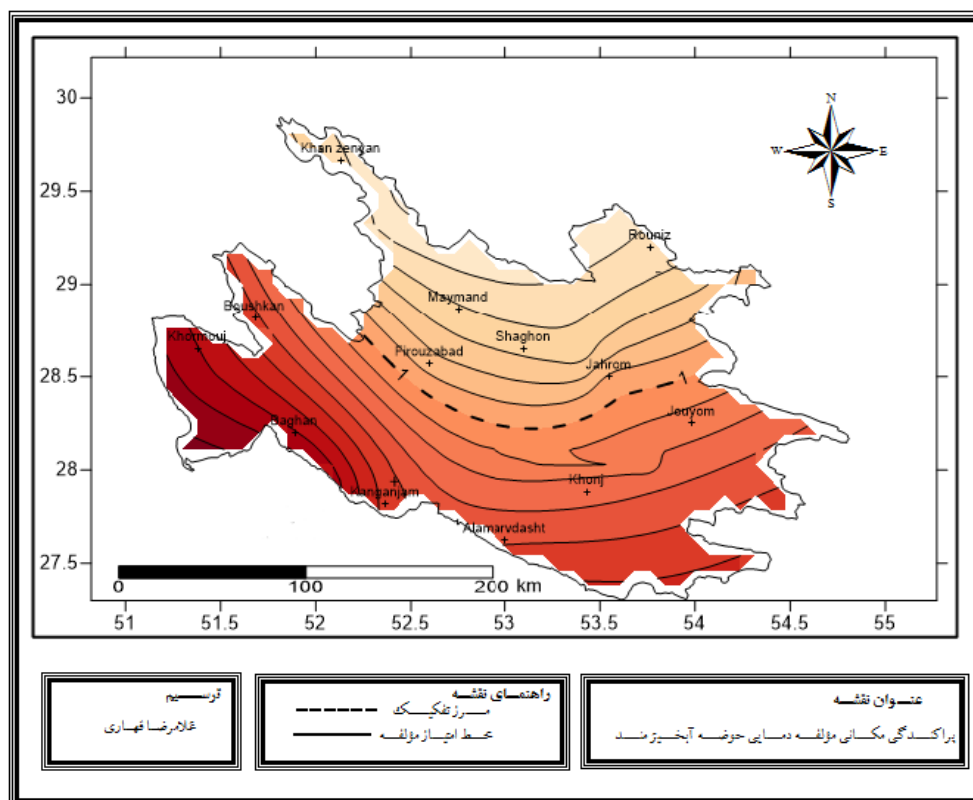 N
W E
S
30
29.5
29
28.5
28
27.5
Khan zenyan
Rouniz
Maymand
Boushkan
Shaghon
Khormouj
Pirouzabad
Jahrom
1
1
Jouyom
Baghan
Khonj
Kanganjam
Alamarvdasht
0 100 200 km
51 51.5 52 52.5 53 53.5 54 54.5 55
عنوان نقشه
پراکندگی مکانی مؤلفه دمایی حوضه آبخیز مند
راهنمای نقشه
مرز تفکیک
خط امتیاز مؤلفه
ترسیم
غلامرضا قهاری